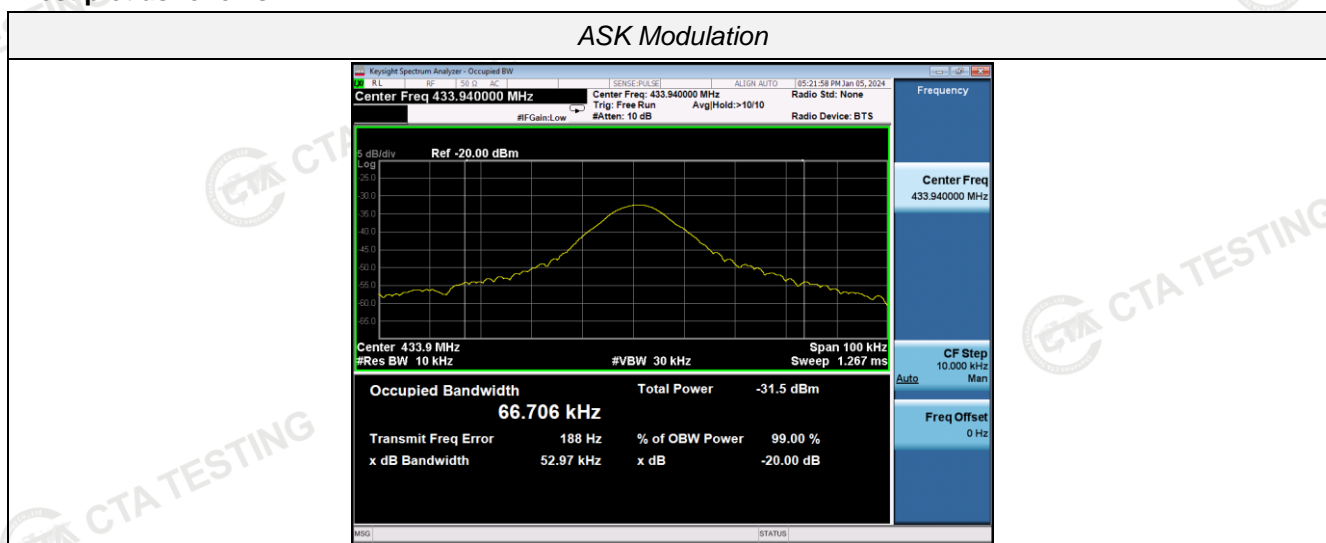 ASK Modulation
Keysight Spectrum Analyzer - Occupied BW
RL RF 50 Ω AC SENSE:PULSE ALIGN AUTO 05:21:58 PM Jan 05, 2024
Center Freq 433.940000 MHz
Center Freq: 433.940000 MHz
Radio Std: None
Trig: Free Run Avg|Hold:>10/10
#IFGain:Low #Atten: 10 dB Radio Device: BTS
5 dB/div Ref -20.00 dBm
Log
-25.0
-30.0
-35.0
-40.0
-45.0
-50.0
-55.0
-60.0
-65.0
Center 433.9 MHz Span 100 kHz
#Res BW 10 kHz #VBW 30 kHz Sweep 1.267 ms
Occupied Bandwidth Total Power -31.5 dBm
66.706 kHz
Transmit Freq Error 188 Hz % of OBW Power 99.00 %
x dB Bandwidth 52.97 kHz x dB -20.00 dB
MSG STATUS
Frequency
Center Freq
433.940000 MHz
CF Step
10.000 kHz
Auto Man
Freq Offset
0 Hz
CTA TESTING
CTA TESTING
CTA